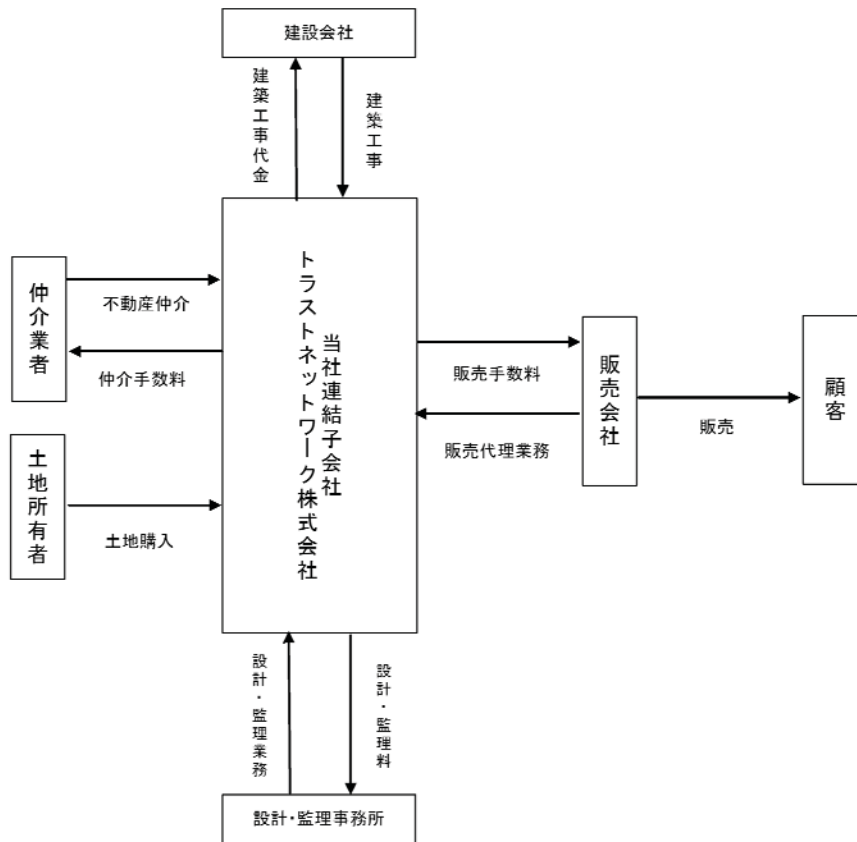 建設会社
建築工事代金
建築工事
当社連結子会社
トラストネットワーク株式会社
仲介業者
不動産仲介
仲介手数料
土地所有者
土地購入
販売手数料
販売代理業務
販売会社
販売
顧客
設計・監理業務
設計・監理料
設計・監理事務所